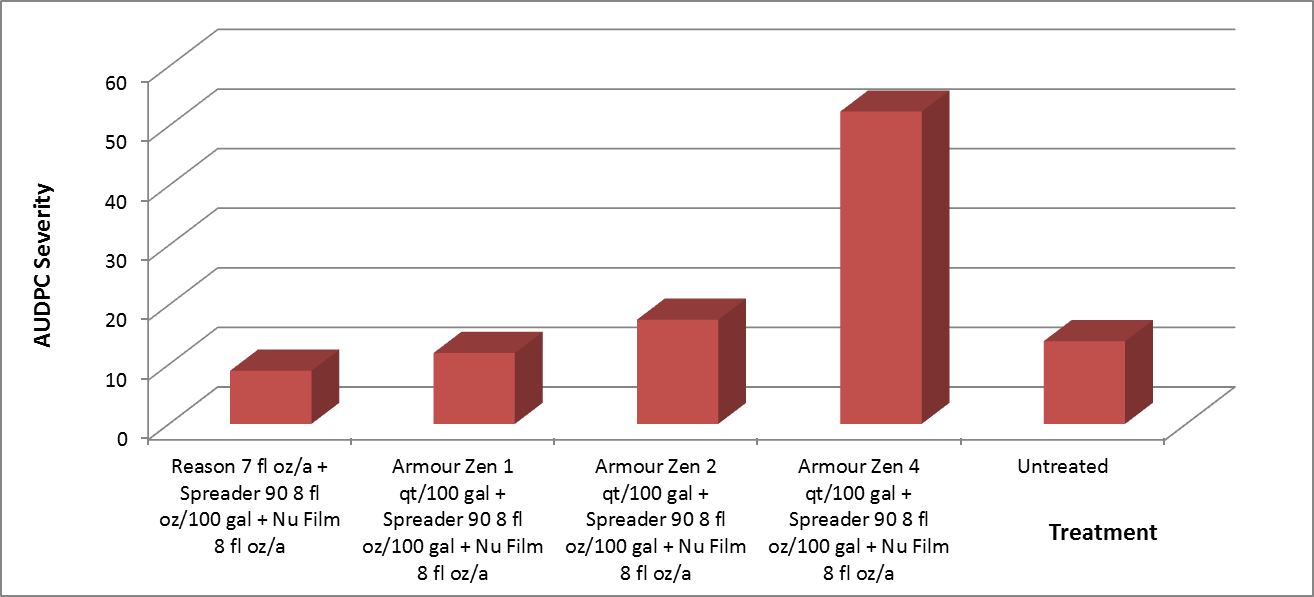 60
50
40
30
20
10
0
AUDPC Severity
Reason 7 fl oz/a +
Spreader 90 8 fl
oz/100 gal + Nu Film
8 fl oz/a
Armour Zen 1
qt/100 gal +
Spreader 90 8 fl
oz/100 gal + Nu Film
8 fl oz/a
Armour Zen 2
qt/100 gal +
Spreader 90 8 fl
oz/100 gal + Nu Film
8 fl oz/a
Armour Zen 4
qt/100 gal +
Spreader 90 8 fl
oz/100 gal + Nu Film
8 fl oz/a
Untreated
Treatment